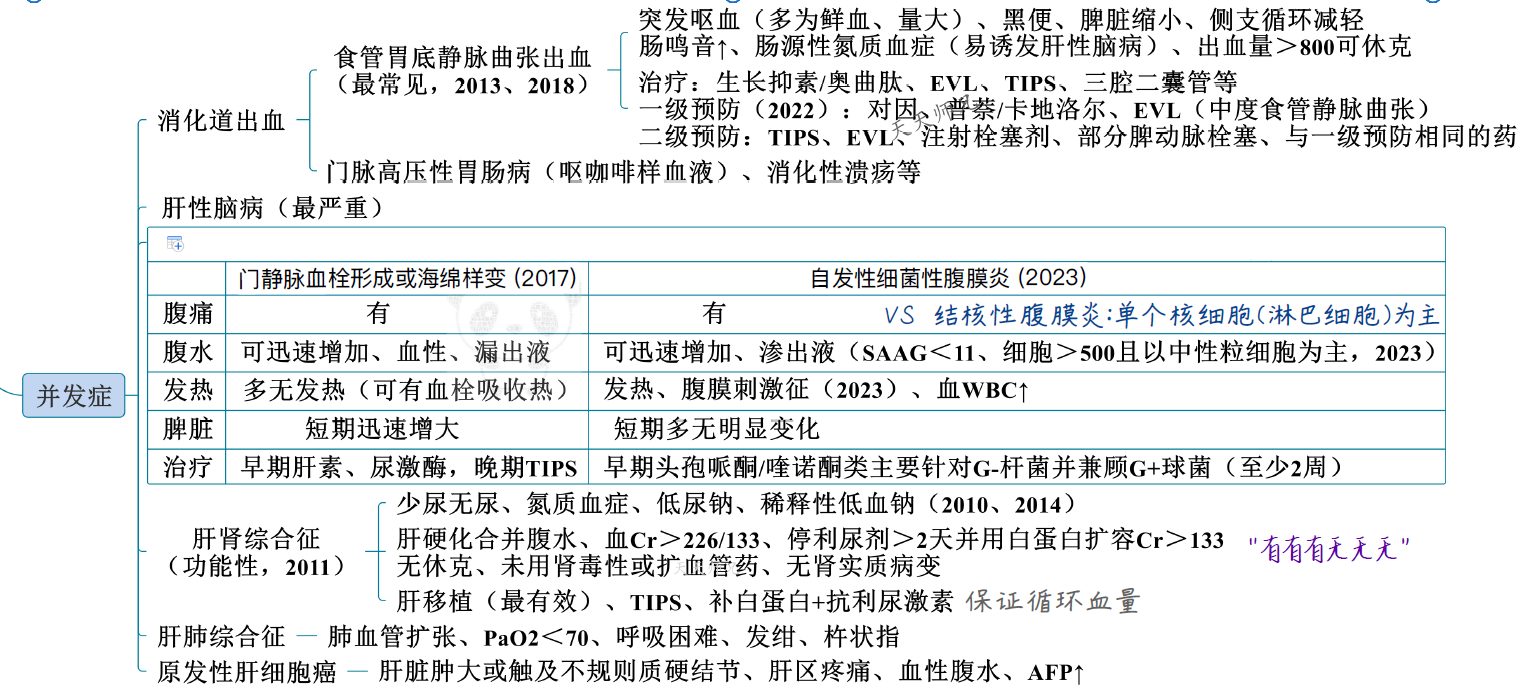 突发呕血（多为鲜血、量大）、黑便、脾脏缩小、侧支循环减轻
食管胃底静脉曲张出血
（最常见，2013、2018）
肠鸣音↑、肠源性氮质血症（易诱发肝性脑病）、出血量＞800可休克
治疗：生长抑素/奥曲肽、EVL、TIPS、三腔二囊管等
一级预防（2022）：对因、普萘/卡地洛尔、EVL（中度食管静脉曲张）
消化道出血
二级预防：TIPS、EVL、注射栓塞剂、部分脾动脉栓塞、与一级预防相同的药
门脉高压性胃肠病（呕咖啡样血液）、消化性溃疡等
肝性脑病（最严重）
门静脉血栓形成或海绵样变 (2017) 自发性细菌性腹膜炎 (2023)
腹痛 有 有 VS 结核性腹膜炎:单个核细胞(淋巴细胞)为主
腹水 可迅速增加、血性、漏出液 可迅速增加、渗出液（SAAG＜11、细胞＞500且以中性粒细胞为主，2023）
并发症
发热 多无发热（可有血栓吸收热） 发热、腹膜刺激征（2023）、血WBC↑
脾脏 短期迅速增大 短期多无明显变化
治疗 早期肝素、尿激酶，晚期TIPS 早期头孢哌酮/喹诺酮类主要针对G-杆菌并兼顾G+球菌（至少2周）
少尿无尿、氮质血症、低尿钠、稀释性低血钠（2010、2014）
肝肾综合征
（功能性，2011）
肝硬化合并腹水、血Cr＞226/133、停利尿剂＞2天并用白蛋白扩容Cr＞133
无休克、未用肾毒性或扩血管药、无肾实质病变
"有有有无无无"
肝移植（最有效）、TIPS、补白蛋白+抗利尿激素 保证循环血量
肝肺综合征 肺血管扩张、PaO2＜70、呼吸困难、发绀、杵状指
原发性肝细胞癌 肝脏肿大或触及不规则质硬结节、肝区疼痛、血性腹水、AFP↑